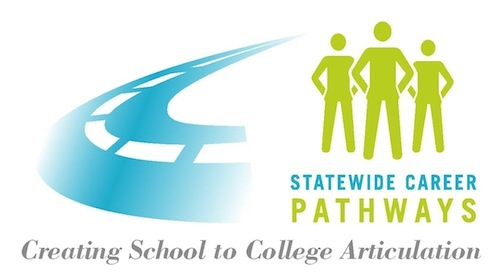 STATEWIDE CAREER
PATHWAYS
Creating School to College Articulation